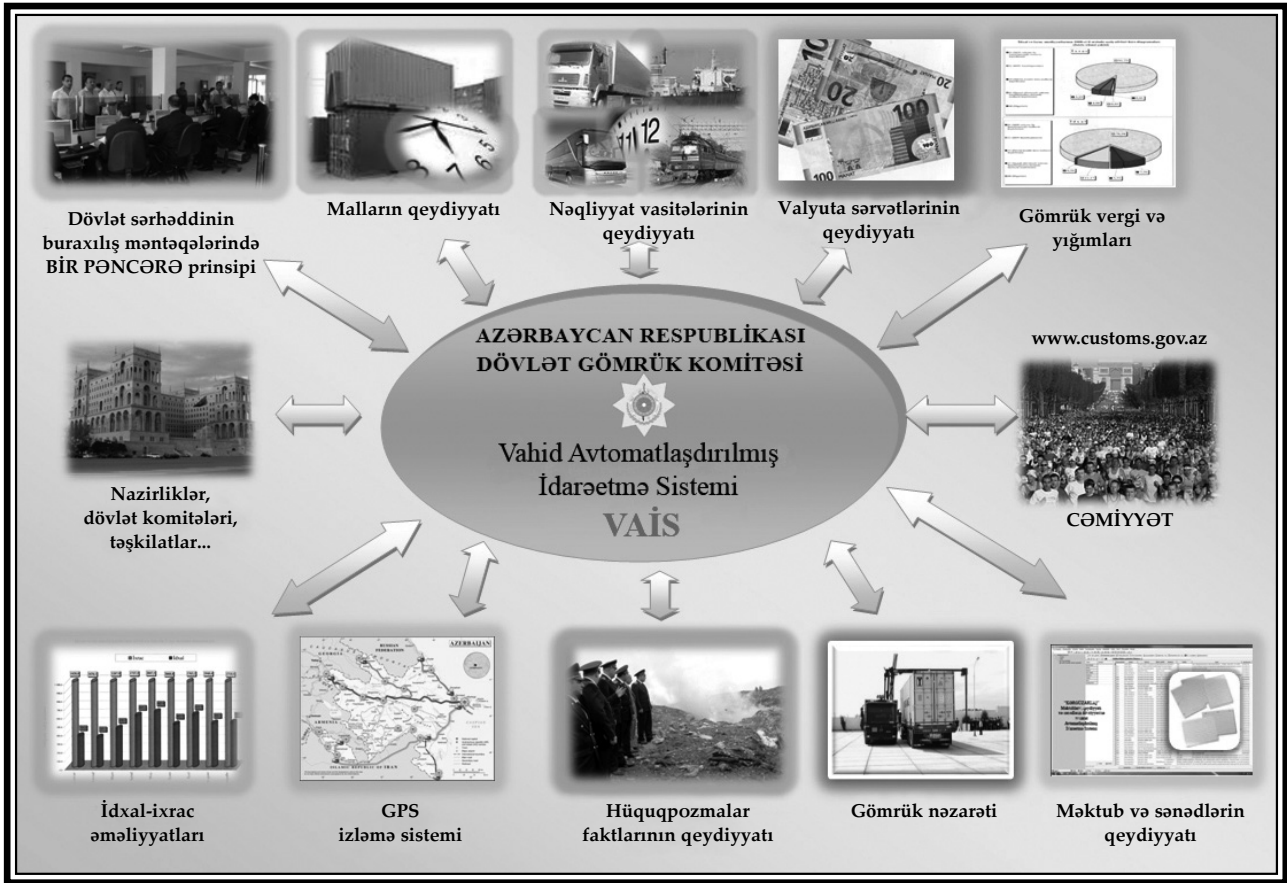 Dövlət sərhəddinin
buraxılış məntəqələrində
BİR PƏNCƏRƏ prinsipi
Malların qeydiyyatı
Nəqliyyat vasitələrinin
qeydiyyatı
Valyuta sərvətlərinin
qeydiyyatı
Gömrük vergi və
yığımları
AZƏRBAYCAN RESPUBLİKASI
DÖVLƏT GÖMRÜK KOMİTƏSİ
Vahid Avtomatlaşdırılmış
İdarəetmə Sistemi
VAİS
Nazirliklər,
dövlət komitələri,
təşkilatlar...
www.customs.gov.az
CƏMİYYƏT
İdxal-ixrac
əməliyyatları
AZERBAIJAN
GPS
izləmə sistemi
Hüquqpozmalar
faktlarının qeydiyyatı
Gömrük nəzarəti
Məktub və sənədlərin
qeydiyyatı